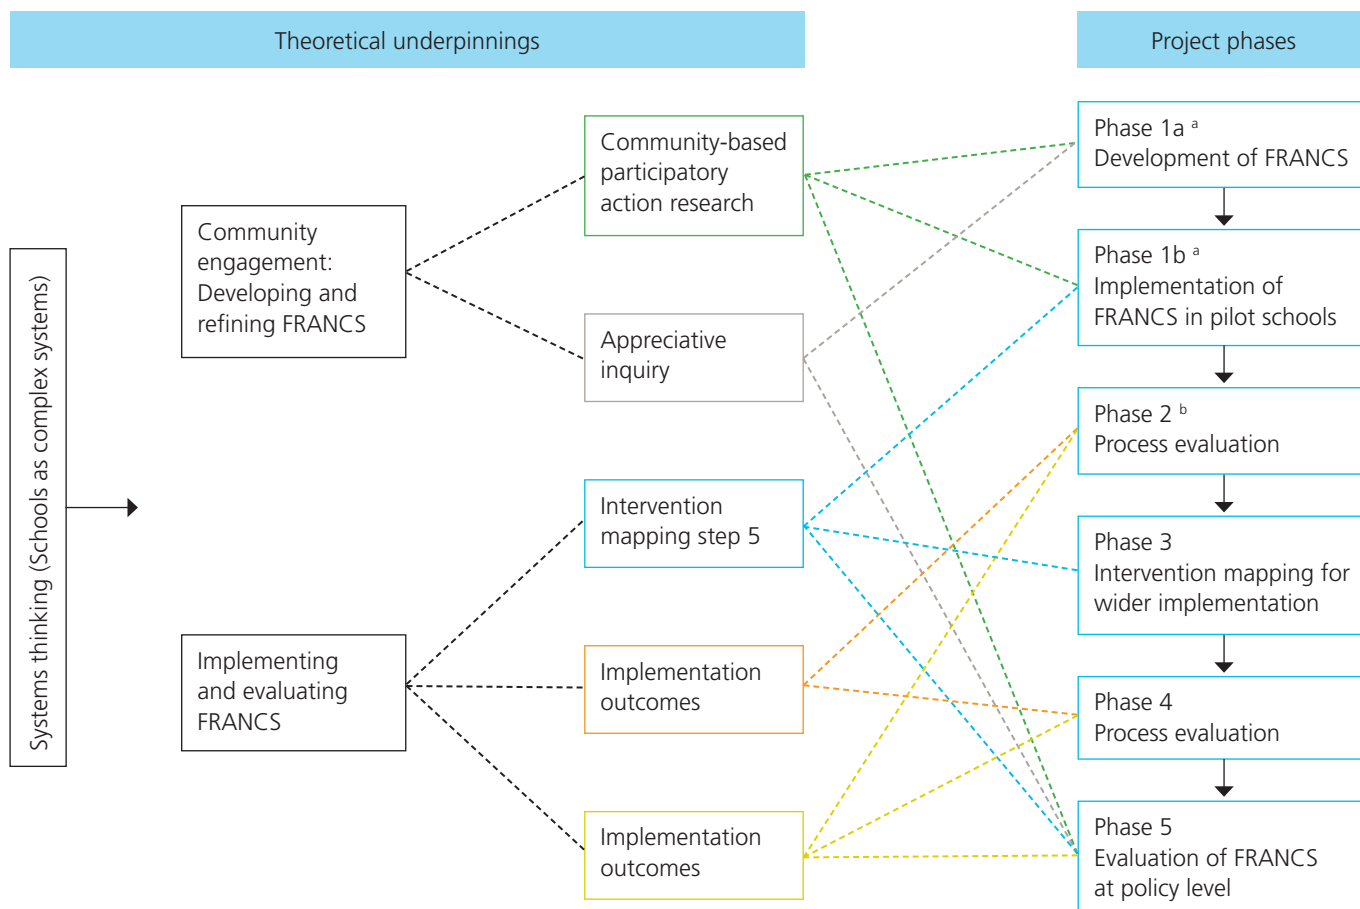 Theoretical underpinnings
Project phases
Systems thinking (Schools as complex systems)
Community
engagement:
Developing and
refining FRANCS
Implementing
and evaluating
FRANCS
Community-based
participatory
action research
Appreciative
inquiry
Intervention
mapping step 5
Implementation
outcomes
Implementation
outcomes
Phase 1a ᵃ
Development of FRANCS
Phase 1b ᵃ
Implementation of
FRANCS in pilot schools
Phase 2 ᵇ
Process evaluation
Phase 3
Intervention mapping for
wider implementation
Phase 4
Process evaluation
Phase 5
Evaluation of FRANCS
at policy level